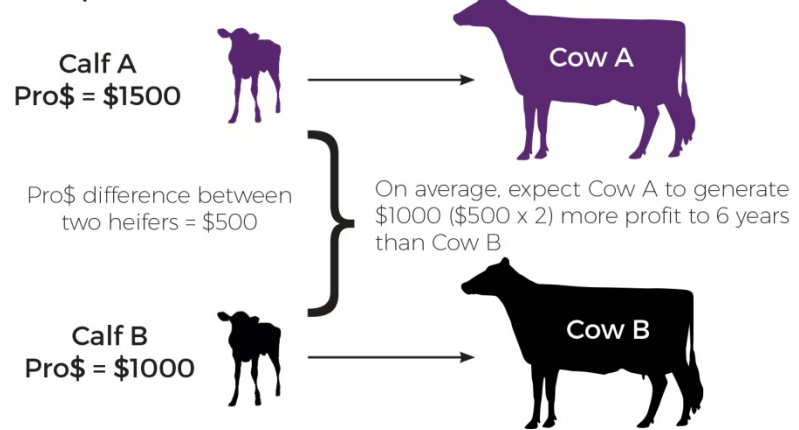 Calf A
Pro$ = $1500
Cow A
Pro$ difference between
two heifers = $500
On average, expect Cow A to generate
$1000 ($500 x 2) more profit to 6 years
than Cow B
Calf B
Pro$ = $1000
Cow B